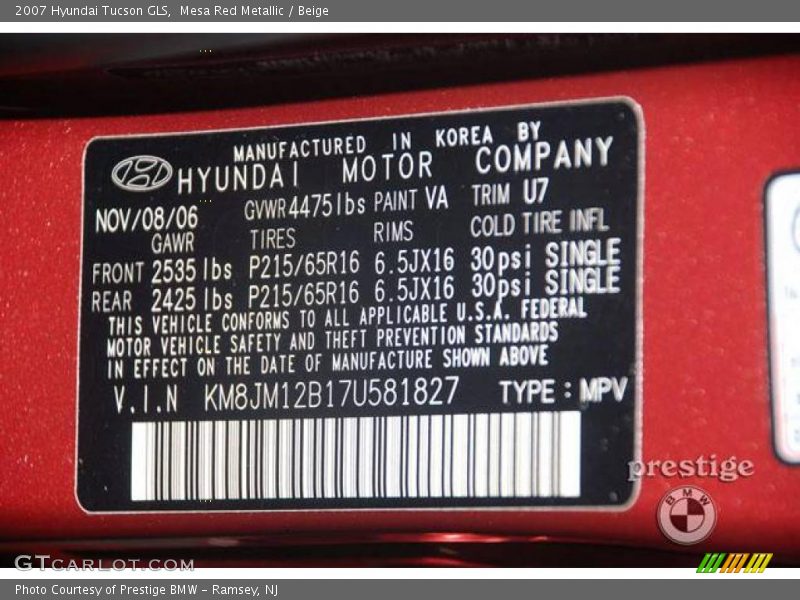 2007 Hyundai Tucson GLS,  Mesa Red Metallic / Beige
MANUFACTURED IN KOREA BY
HYUNDAI MOTOR COMPANY
NOV/08/06 GVWR 4475lbs PAINT VA TRIM U7
GAWR TIRES RIMS COLD TIRE INFL
FRONT 2535 lbs P215/65R16 6.5JX16 30psi SINGLE
REAR 2425 lbs P215/65R16 6.5JX16 30psi SINGLE
THIS VEHICLE CONFORMS TO ALL APPLICABLE U.S.A. FEDERAL
MOTOR VEHICLE SAFETY AND THEFT PREVENTION STANDARDS
IN EFFECT ON THE DATE OF MANUFACTURE SHOWN ABOVE
V.I.N KM8JM12B17U581827 TYPE : MPV
prestige
BMW
GTCARLOT.COM
Photo Courtesy of Prestige BMW – Ramsey, NJ